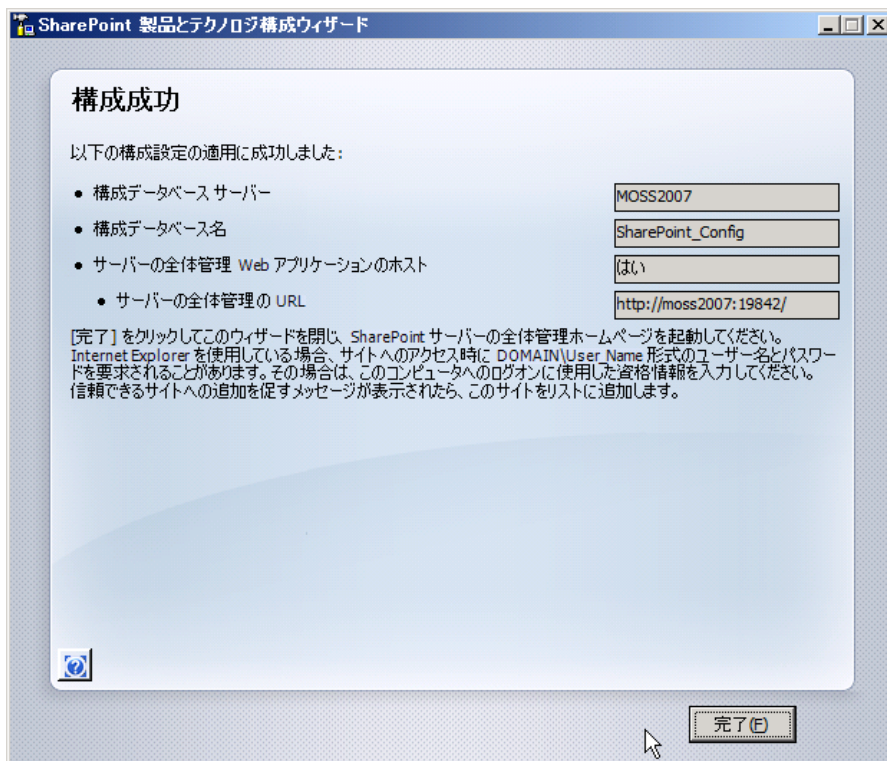 SharePoint 製品とテクノロジ構成ウィザード
構成成功
以下の構成設定の適用に成功しました:
● 構成データベース サーバー MOSS2007
● 構成データベース名 SharePoint_Config
● サーバーの全体管理 Web アプリケーションのホスト はい
● サーバーの全体管理の URL http://moss2007:19842/
[完了] をクリックしてこのウィザードを閉じ、SharePoint サーバーの全体管理ホームページを起動してください。
Internet Explorer を使用している場合、サイトへのアクセス時に DOMAIN\User_Name 形式のユーザー名とパスワー
ドを要求されることがあります。その場合は、このコンピュータへのログオンに使用した資格情報を入力してください。
信頼できるサイトへの追加を促すメッセージが表示されたら、このサイトをリストに追加します。
完了(F)